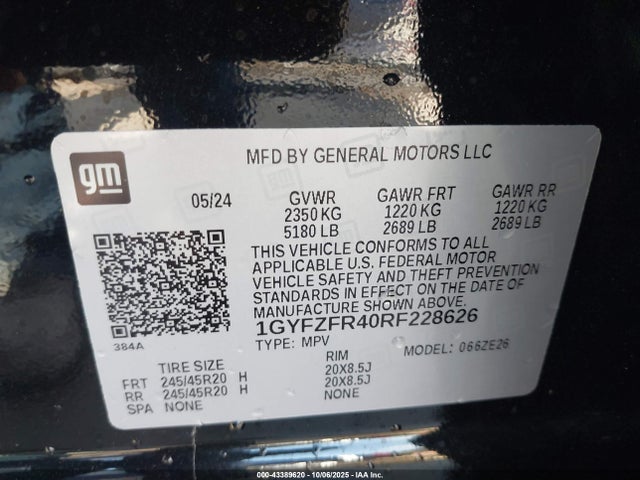 gm
MFD BY GENERAL MOTORS LLC
05/24 GVWR GAWR FRT GAWR RR
2350 KG 1220 KG 1220 KG
5180 LB 2689 LB 2689 LB
THIS VEHICLE CONFORMS TO ALL
APPLICABLE U.S. FEDERAL MOTOR
VEHICLE SAFETY AND THEFT PREVENTION
STANDARDS IN EFFECT ON THE DATE OF
MANUFACTURE SHOWN ABOVE.
1GYFZFR40RF228626
384A
TYPE: MPV MODEL: 066ZE26
TIRE SIZE RIM
FRT 245/45R20 H 20X8.5J
RR 245/45R20 H 20X8.5J
SPA NONE NONE
000-43389620 - 10/06/2025 - IAAI.COM